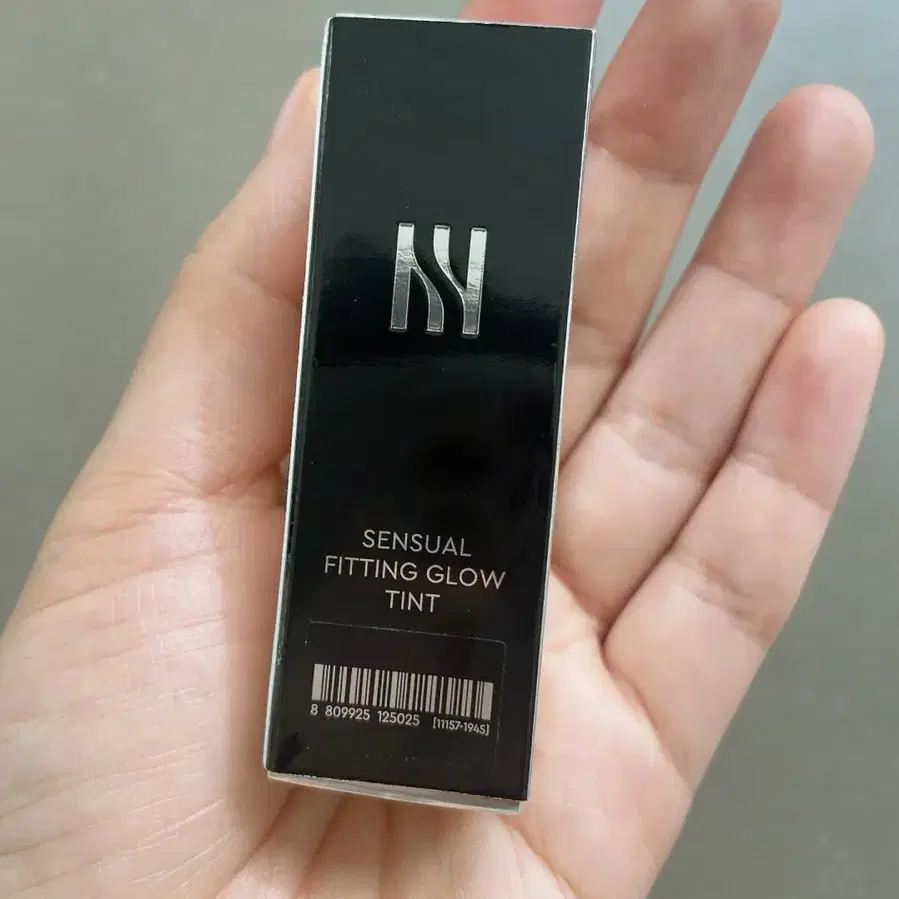 SENSUAL
FITTING GLOW
TINT
8 809925 125025 [11157-1945]